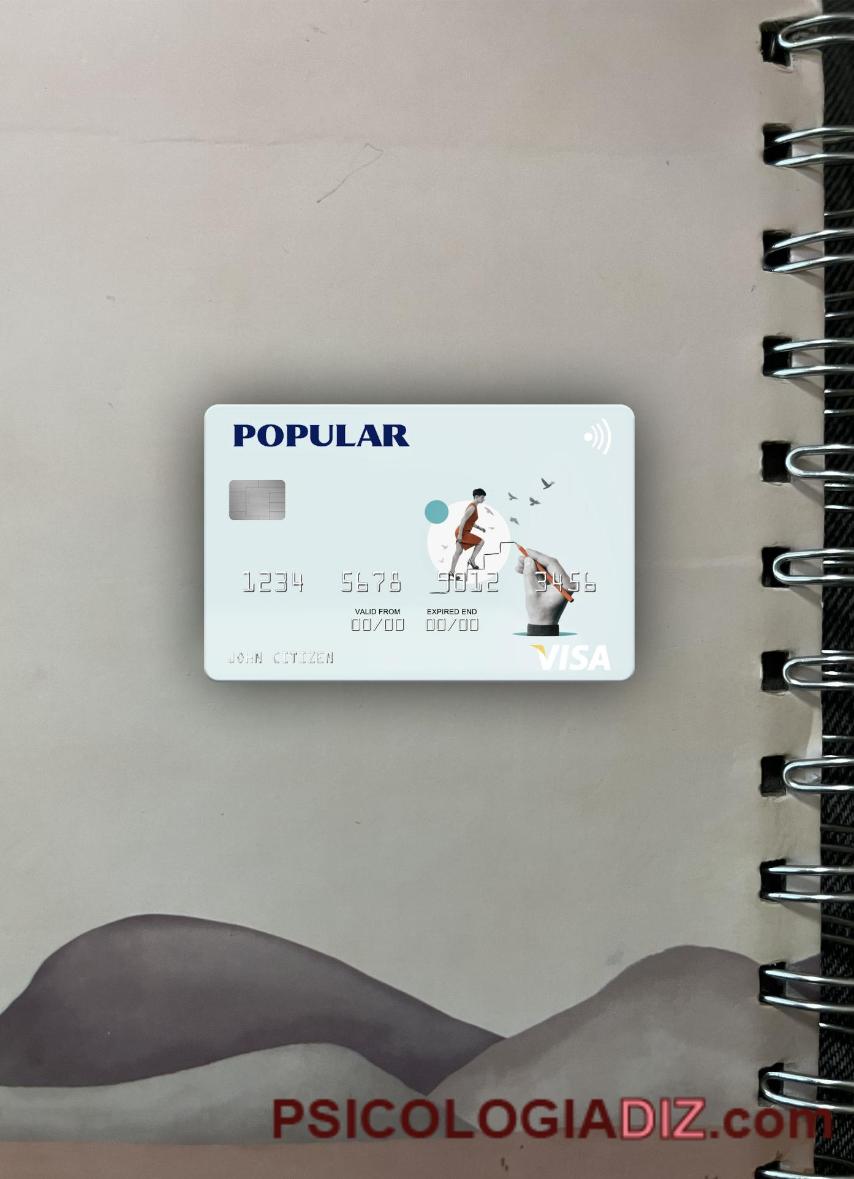 POPULAR
1234 5678 9012 3456
VALID FROM EXPIRED END
00/00 00/00
JOHN CITIZEN
VISA
PSICOLOGIADIZ.com